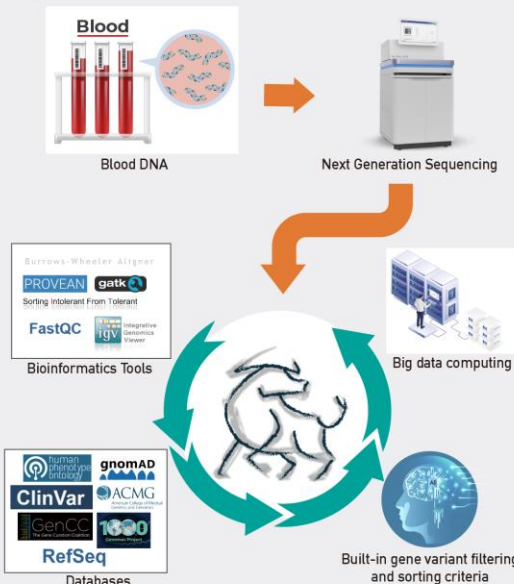 Blood
Blood DNA
Next Generation Sequencing
Burrows-Wheeler Aligner
PROVEAN
gatk
Sorting Intolerant From Tolerant
FastQC
igv
Integrative
Genomics
Viewer
Bioinformatics Tools
Big data computing
human
phenotype
ontology
gnomAD
ClinVar
ACMG
American College of Medical
Genetics and Genomics
GenCC
The Gene Curation Coalition
1000
Genomes Project
RefSeq
Databases
AI
Built-in gene variant filtering
and sorting criteria